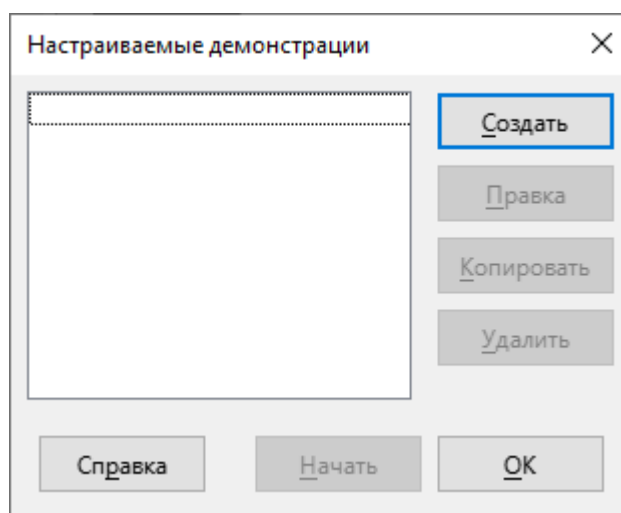 Настраиваемые демонстрации
Создать
Правка
Копировать
Удалить
Справка
Начать
OK